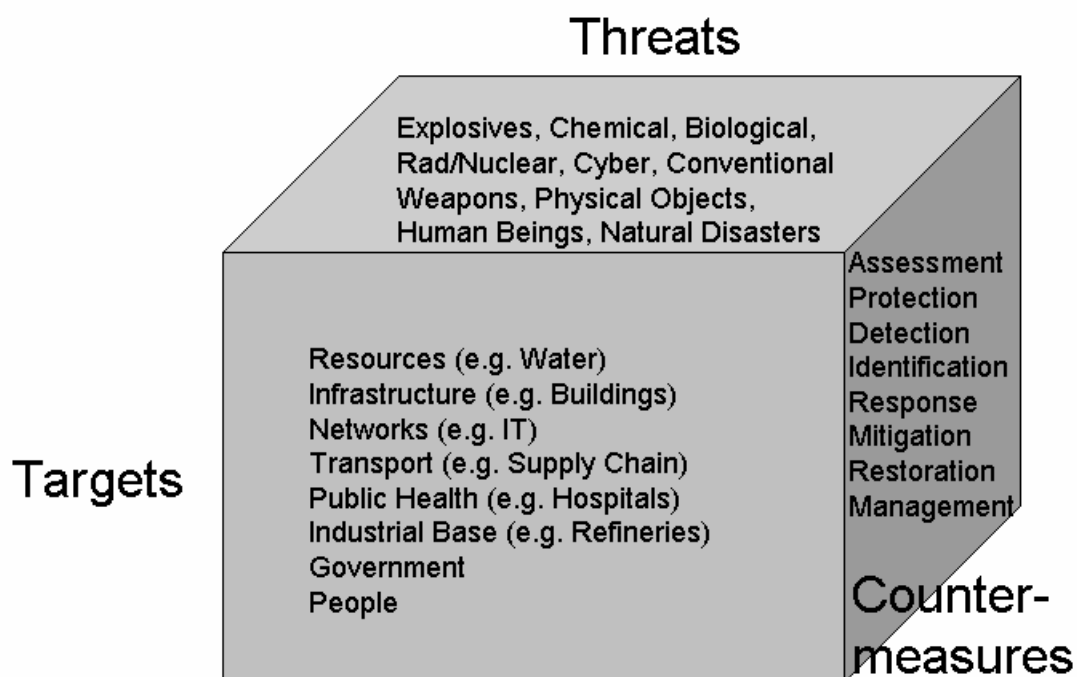 Threats
Explosives, Chemical, Biological,
Rad/Nuclear, Cyber, Conventional
Weapons, Physical Objects,
Human Beings, Natural Disasters
Targets
Resources (e.g. Water)
Infrastructure (e.g. Buildings)
Networks (e.g. IT)
Transport (e.g. Supply Chain)
Public Health (e.g. Hospitals)
Industrial Base (e.g. Refineries)
Government
People
Assessment
Protection
Detection
Identification
Response
Mitigation
Restoration
Management
Counter-
measures